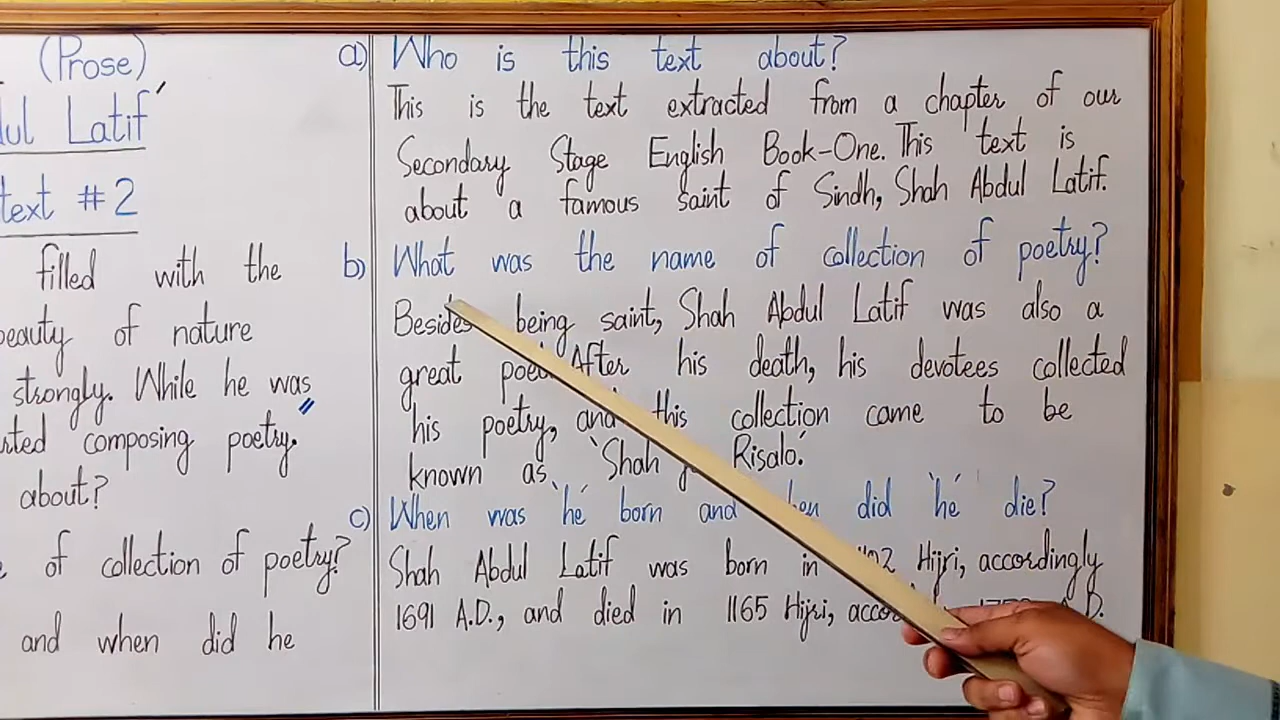 (Prose)
ul Latif'
text #2
filled with the
beauty of nature
strongly. While he was
composing poetry.
about?
of collection of poetry?
and when did he
a) Who is this text about?
This is the text extracted from a chapter of our
Secondary Stage English Book-One. This text is
about a famous saint of Sindh, Shah Abdul Latif.
b) What was the name of collection of poetry?
Besides being saint, Shah Abdul Latif was also a
great poet. After his death, his devotees collected
his poetry, and this collection came to be
known as, 'Shah Risalo'.
c) When was 'he' born and did 'he' die?
Shah Abdul Latif was born in Hijri, accordingly
1691 A.D., and died in 1165 Hijri, A.D.